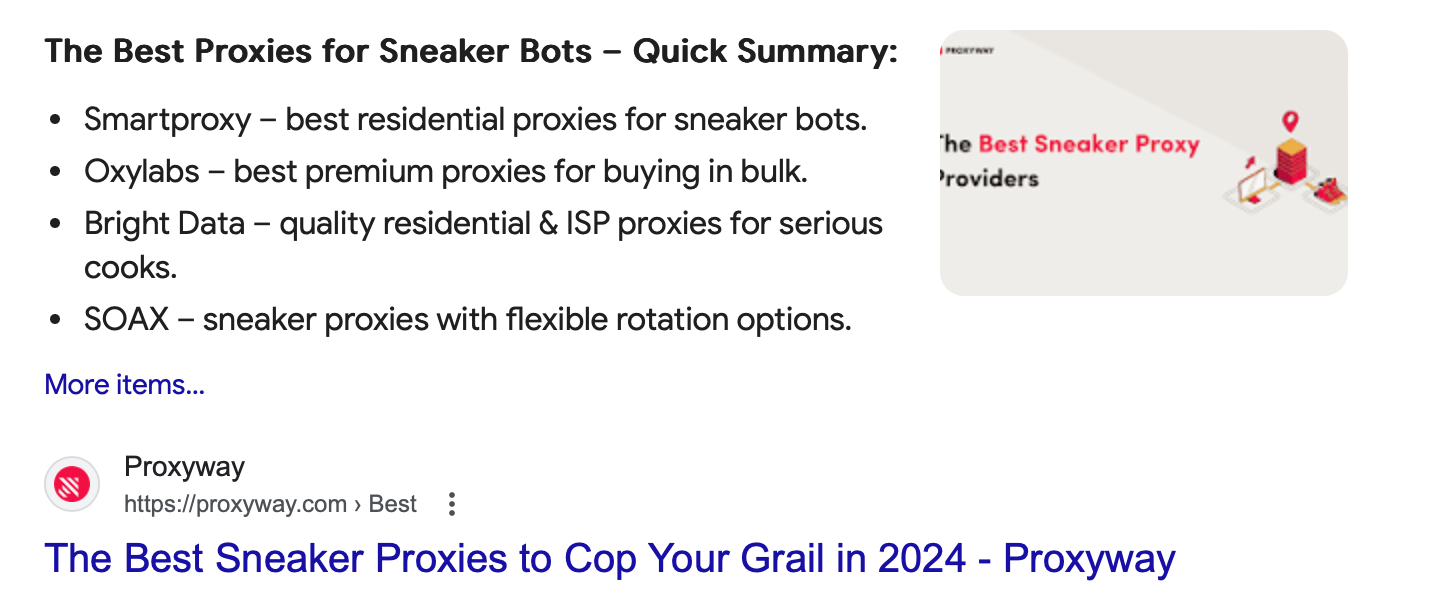 The Best Proxies for Sneaker Bots – Quick Summary:
• Smartproxy – best residential proxies for sneaker bots.
• Oxylabs – best premium proxies for buying in bulk.
• Bright Data – quality residential & ISP proxies for serious
cooks.
• SOAX – sneaker proxies with flexible rotation options.
More items...
PROXYWAY
The Best Sneaker Proxy
Providers
Proxyway
https://proxyway.com › Best
The Best Sneaker Proxies to Cop Your Grail in 2024 - Proxyway